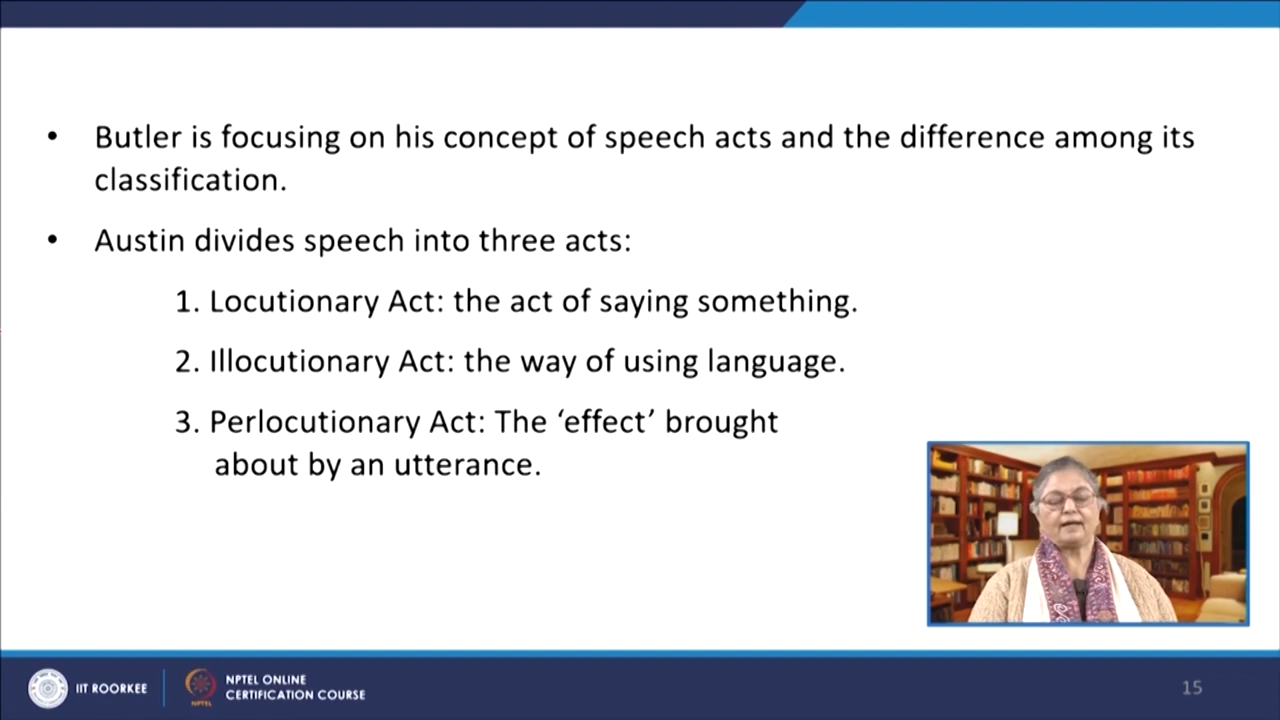 • Butler is focusing on his concept of speech acts and the difference among its
classification.
• Austin divides speech into three acts:
1. Locutionary Act: the act of saying something.
2. Illocutionary Act: the way of using language.
3. Perlocutionary Act: The ‘effect’ brought
about by an utterance.
IIT ROORKEE
NPTEL
NPTEL ONLINE
CERTIFICATION COURSE
15